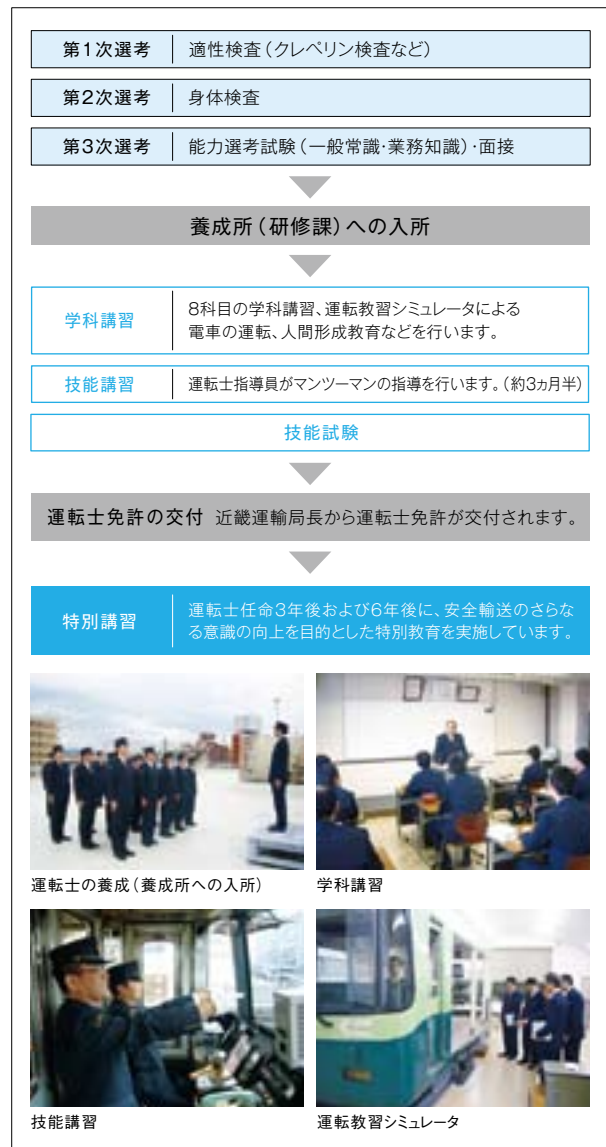 第1次選考 適性検査（クレペリン検査など）
第2次選考 身体検査
第3次選考 能力選考試験（一般常識・業務知識）・面接
養成所（研修課）への入所
学科講習 8科目の学科講習、運転教習シミュレータによる
電車の運転、人間形成教育などを行います。
技能講習 運転士指導員がマンツーマンの指導を行います。（約3ヵ月半）
技能試験
運転士免許の交付 近畿運輸局長から運転士免許が交付されます。
特別講習 運転士任命3年後および6年後に、安全輸送のさらな
る意識の向上を目的とした特別教育を実施しています。
運転士の養成（養成所への入所）
学科講習
技能講習
運転教習シミュレータ